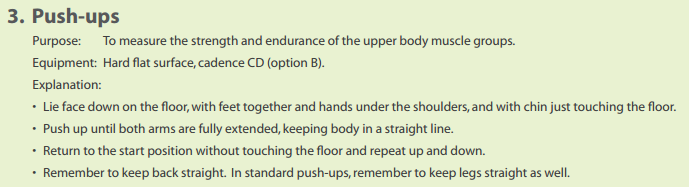 3. Push-ups
Purpose: To measure the strength and endurance of the upper body muscle groups.
Equipment: Hard flat surface, cadence CD (option B).
Explanation:
• Lie face down on the floor, with feet together and hands under the shoulders, and with chin just touching the floor.
• Push up until both arms are fully extended, keeping body in a straight line.
• Return to the start position without touching the floor and repeat up and down.
• Remember to keep back straight. In standard push-ups, remember to keep legs straight as well.